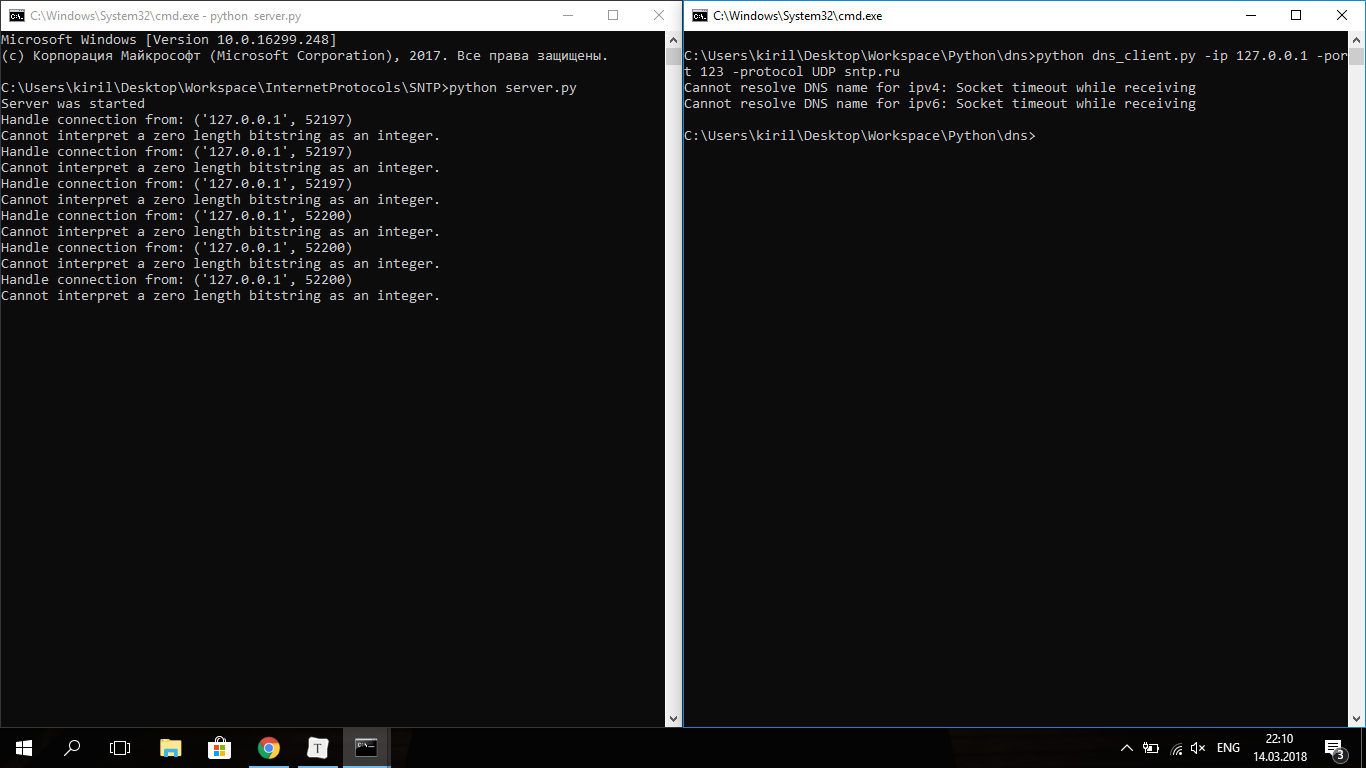 C:\Windows\System32\cmd.exe - python server.py
Microsoft Windows [Version 10.0.16299.248]
(c) Корпорация Майкрософт (Microsoft Corporation), 2017. Все права защищены.
C:\Users\kiril\Desktop\Workspace\InternetProtocols\SNTP>python server.py
Server was started
Handle connection from: ('127.0.0.1', 52197)
Cannot interpret a zero length bitstring as an integer.
Handle connection from: ('127.0.0.1', 52197)
Cannot interpret a zero length bitstring as an integer.
Handle connection from: ('127.0.0.1', 52197)
Cannot interpret a zero length bitstring as an integer.
Handle connection from: ('127.0.0.1', 52200)
Cannot interpret a zero length bitstring as an integer.
Handle connection from: ('127.0.0.1', 52200)
Cannot interpret a zero length bitstring as an integer.
Handle connection from: ('127.0.0.1', 52200)
Cannot interpret a zero length bitstring as an integer.
C:\Windows\System32\cmd.exe
C:\Users\kiril\Desktop\Workspace\Python\dns>python dns_client.py -ip 127.0.0.1 -por
t 123 -protocol UDP sntp.ru
Cannot resolve DNS name for ipv4: Socket timeout while receiving
Cannot resolve DNS name for ipv6: Socket timeout while receiving
C:\Users\kiril\Desktop\Workspace\Python\dns>
T
ENG
22:10
14.03.2018
3